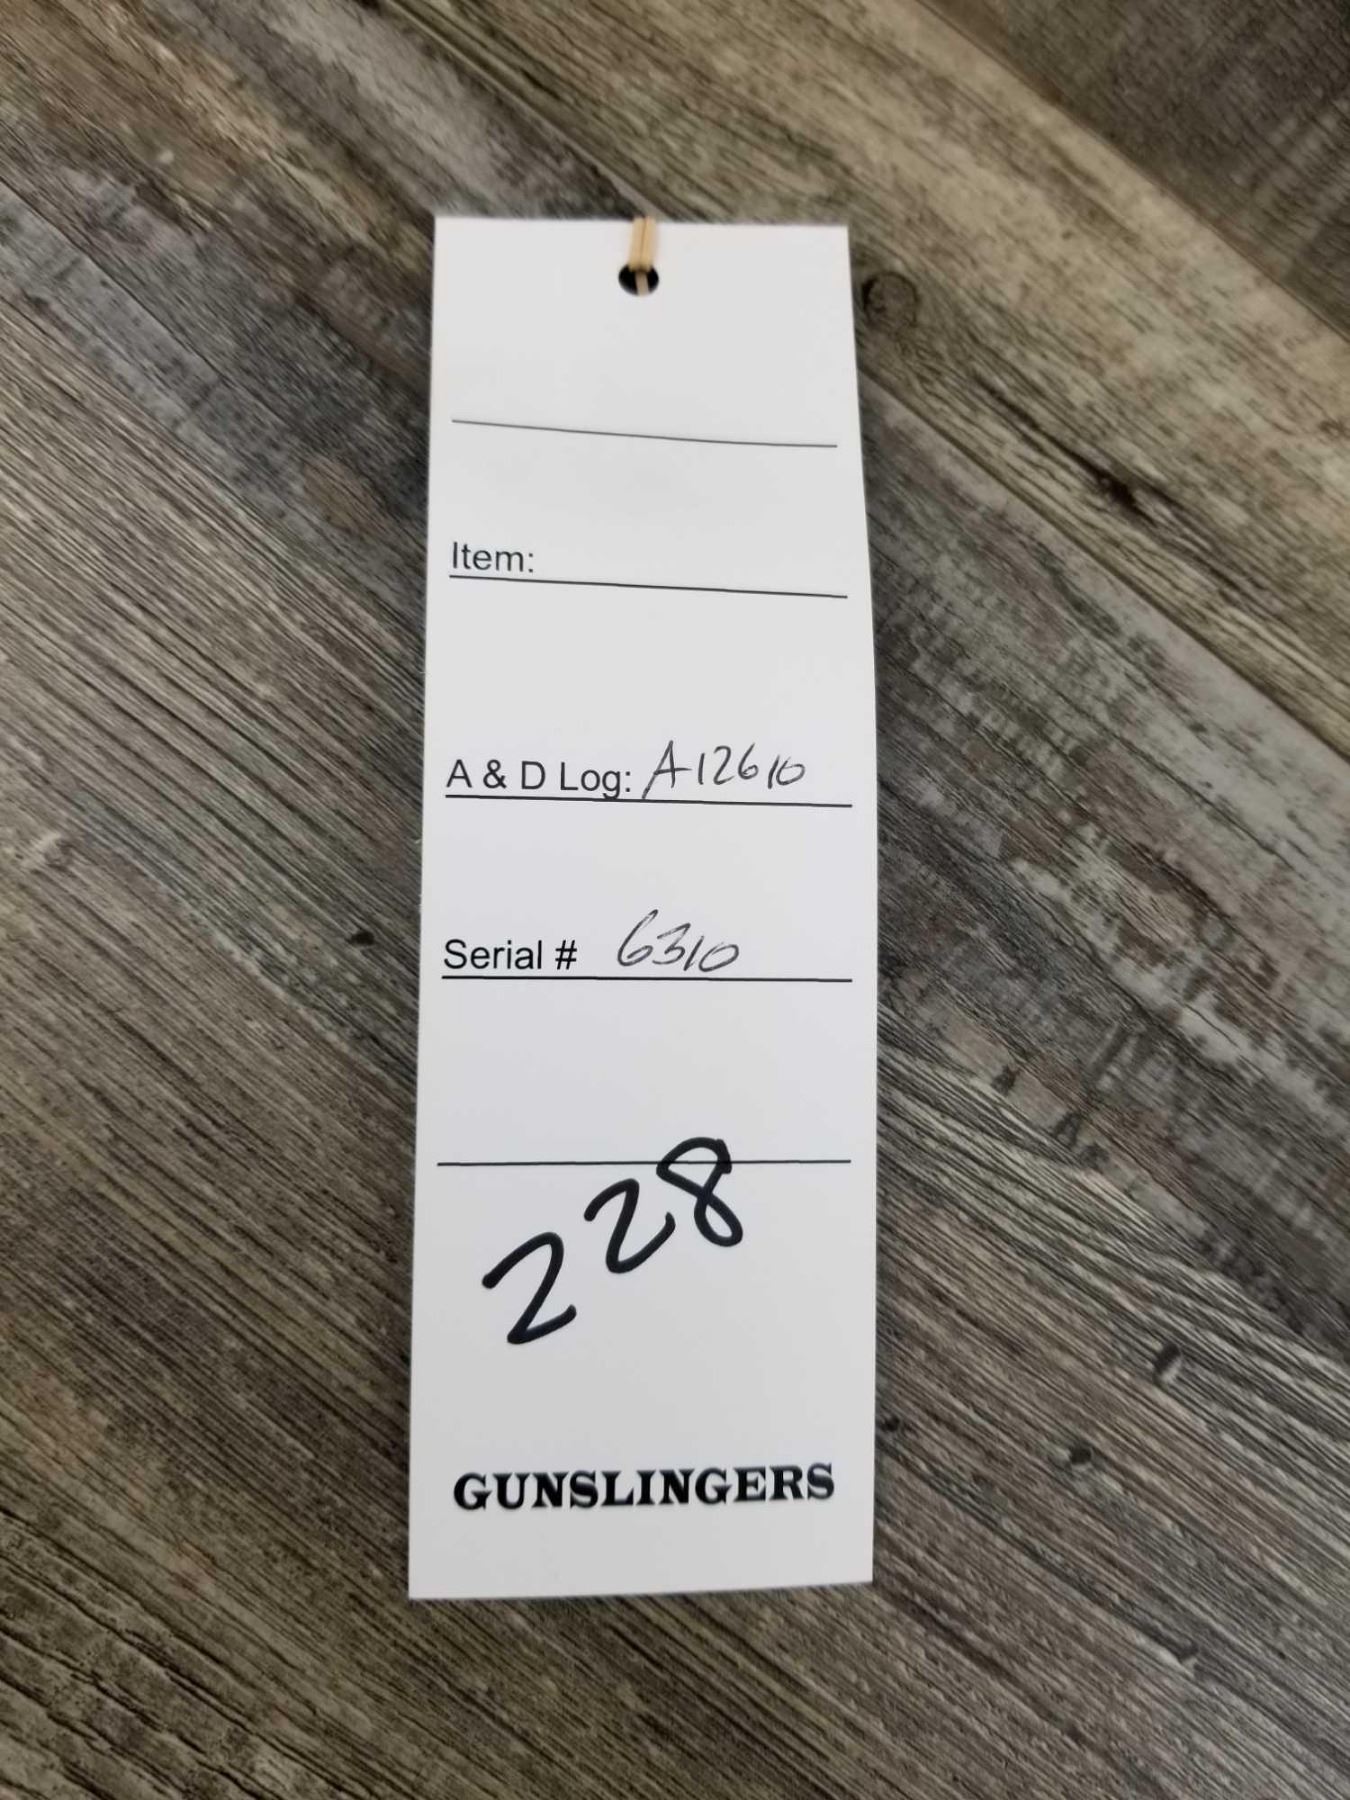 Item:
A & D Log: A12610
Serial # 6310
228
GUNSLINGERS